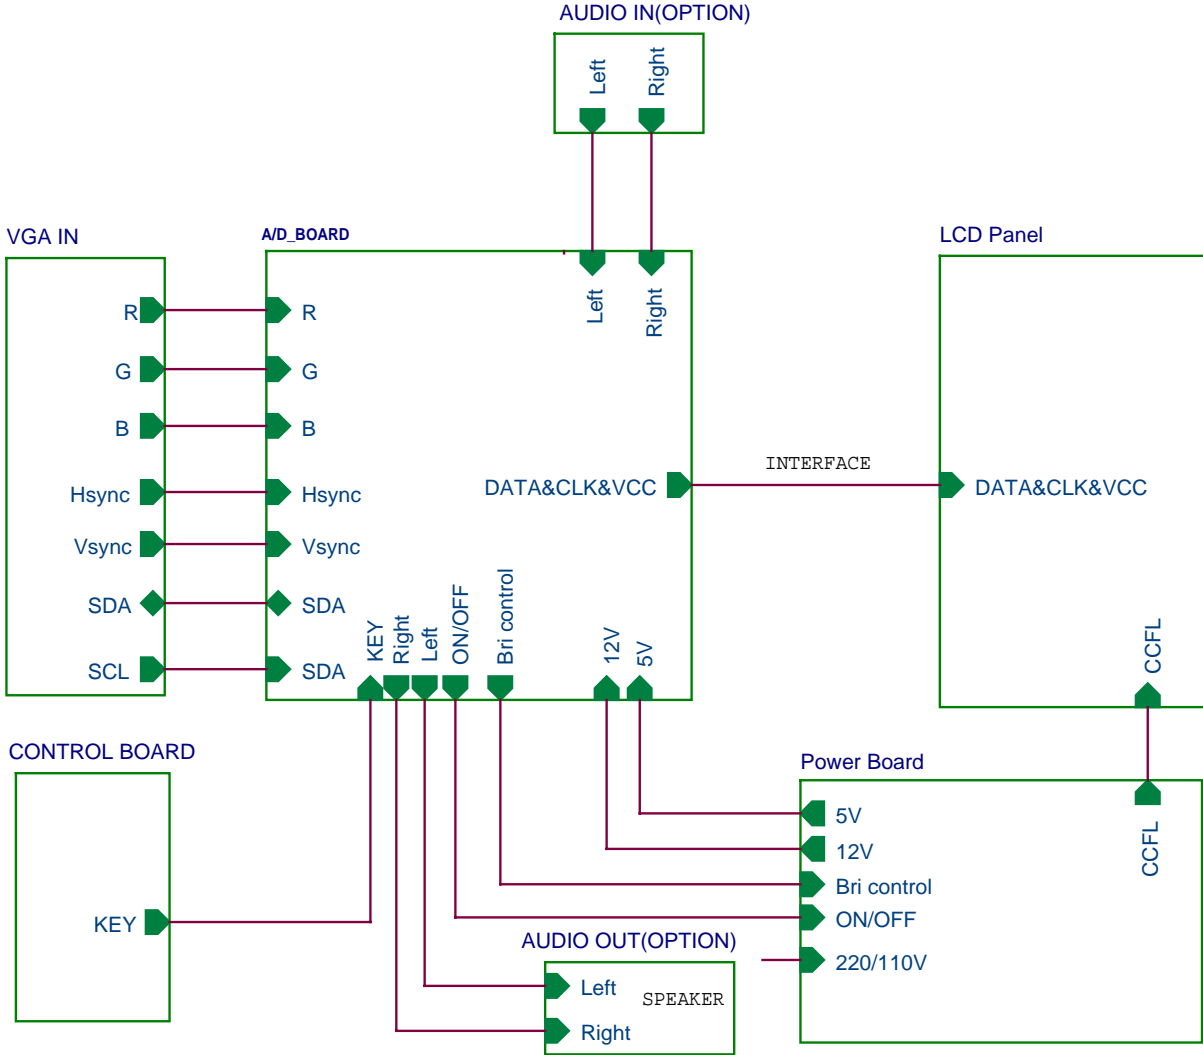 AUDIO IN(OPTION)
Left
Right
VGA IN
R
G
B
Hsync
Vsync
SDA
SCL
A/D_BOARD
Left
Right
R
G
B
Hsync
Vsync
SDA
SDA
DATA&CLK&VCC
KEY
Right
Left
ON/OFF
Bri control
12V
5V
INTERFACE
LCD Panel
DATA&CLK&VCC
CCFL
CONTROL BOARD
KEY
AUDIO OUT(OPTION)
Left
Right
SPEAKER
Power Board
5V
12V
Bri control
ON/OFF
220/110V
CCFL